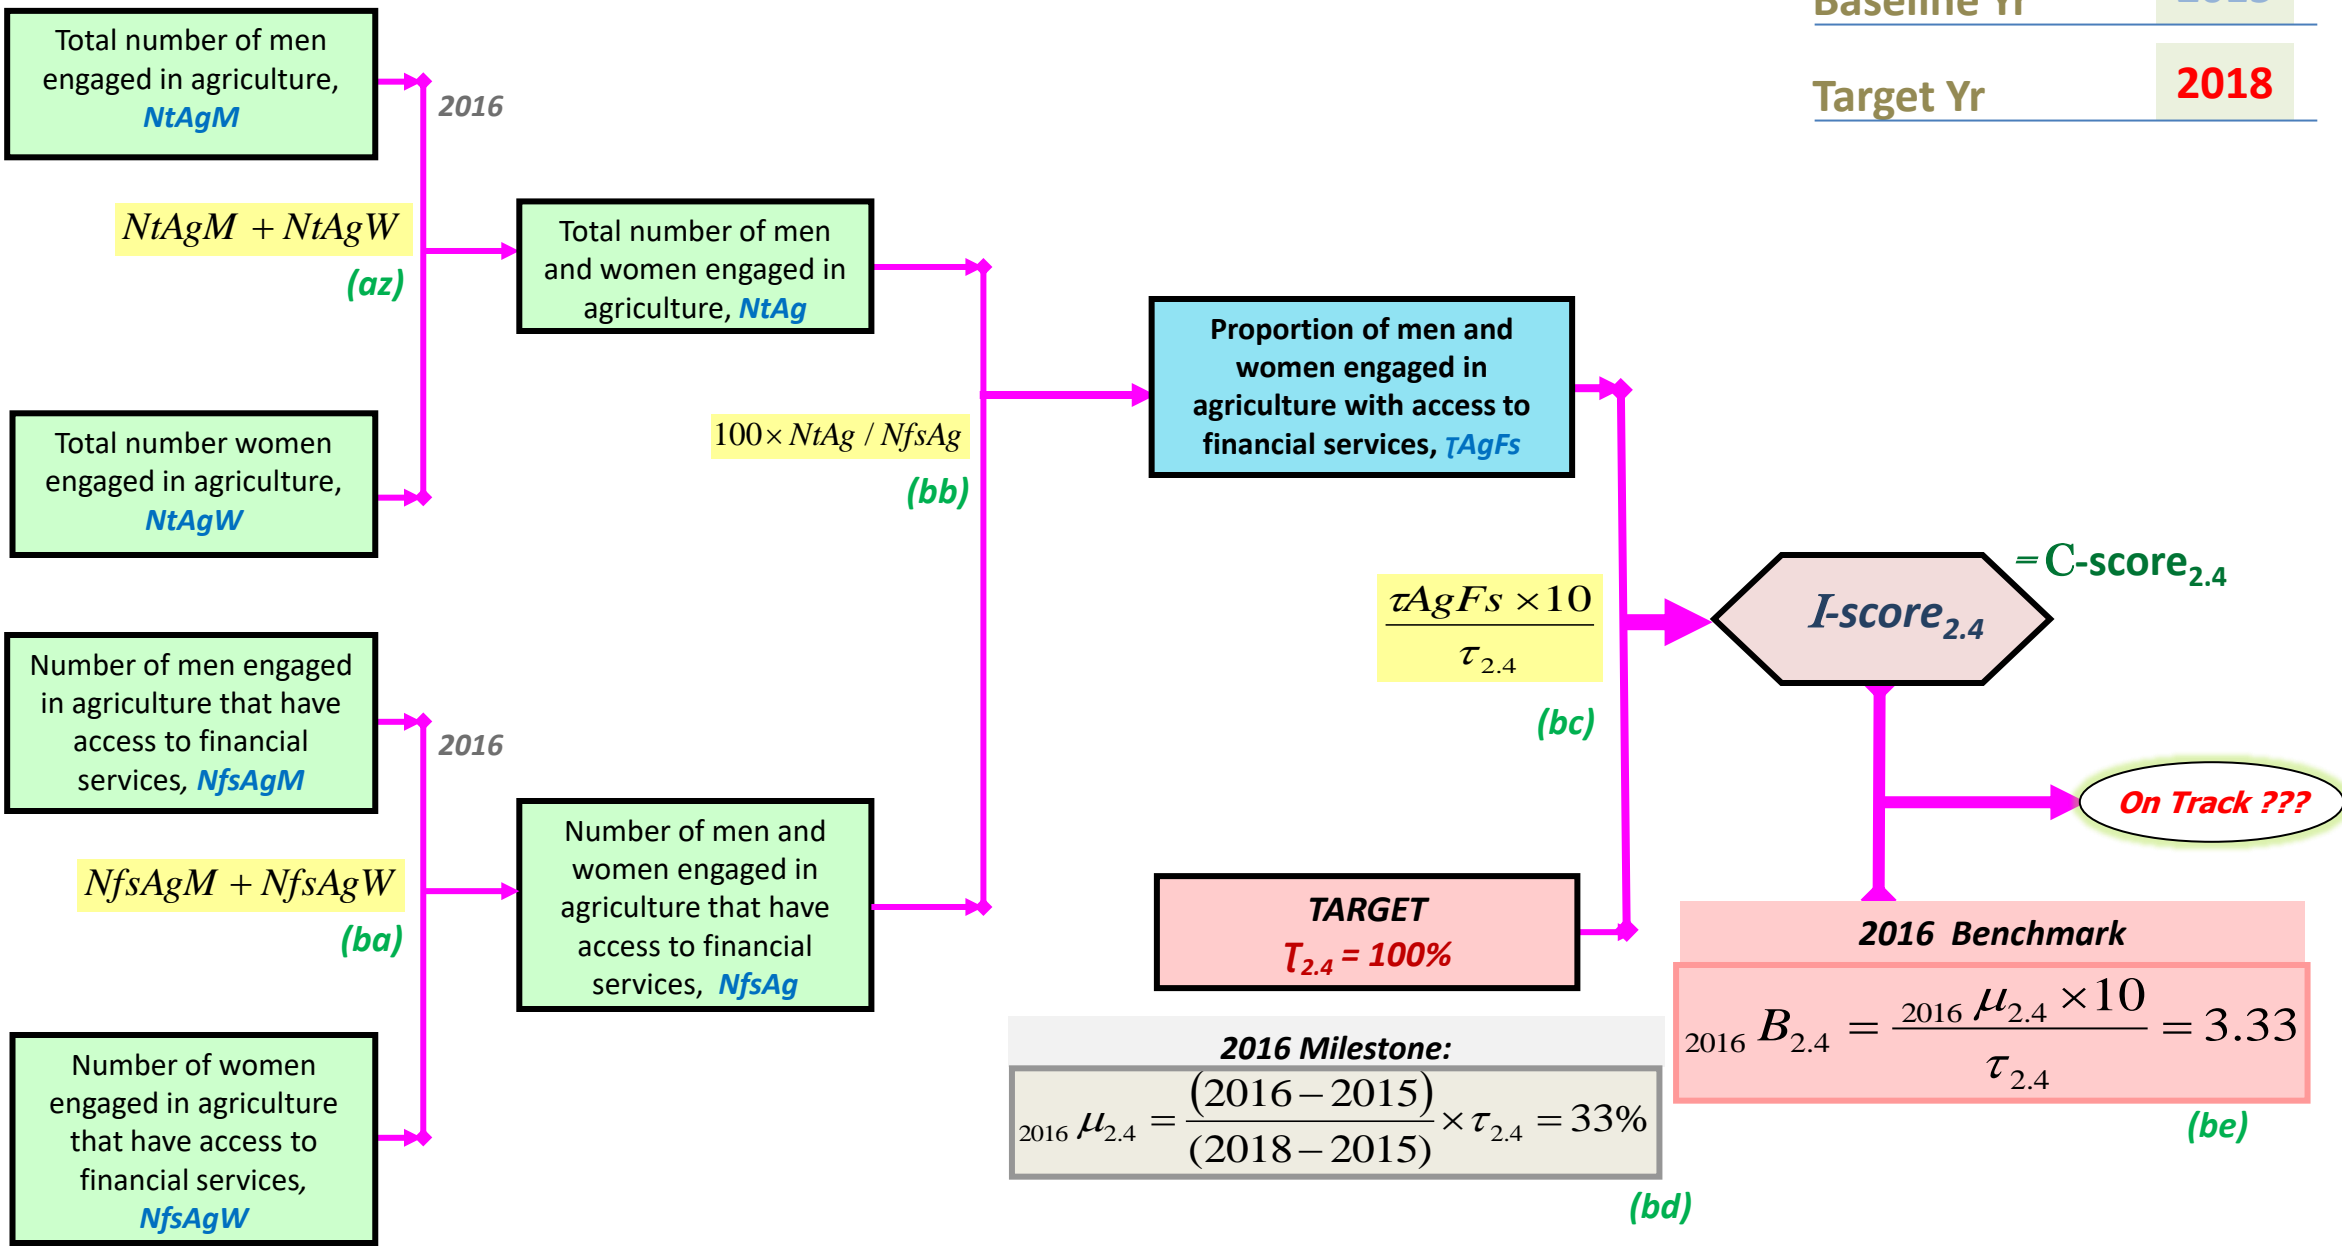 Baseline Yr 2015
Target Yr 2018
Total number of men
engaged in agriculture,
NtAgM
2016
NtAgM + NtAgW
(az)
Total number women
engaged in agriculture,
NtAgW
Total number of men
and women engaged in
agriculture, NtAg
100 × NtAg / NfsAg
(bb)
Number of men engaged
in agriculture that have
access to financial
services, NfsAgM
2016
NfsAgM + NfsAgW
(ba)
Number of women
engaged in agriculture
that have access to
financial services,
NfsAgW
Number of men and
women engaged in
agriculture that have
access to financial
services, NfsAg
Proportion of men and
women engaged in
agriculture with access to
financial services, ƮAgFs
τAgFs × 10
τ 2.4
(bc)
TARGET
Ʈ2.4 = 100%
I-score2.4
= C-score2.4
On Track ???
2016 Milestone:
2016 μ2.4 = (2016 – 2015) / (2018 – 2015) × τ2.4 = 33%
(bd)
2016 Benchmark
2016 B2.4 = 2016 μ2.4 × 10 / τ2.4 = 3.33
(be)